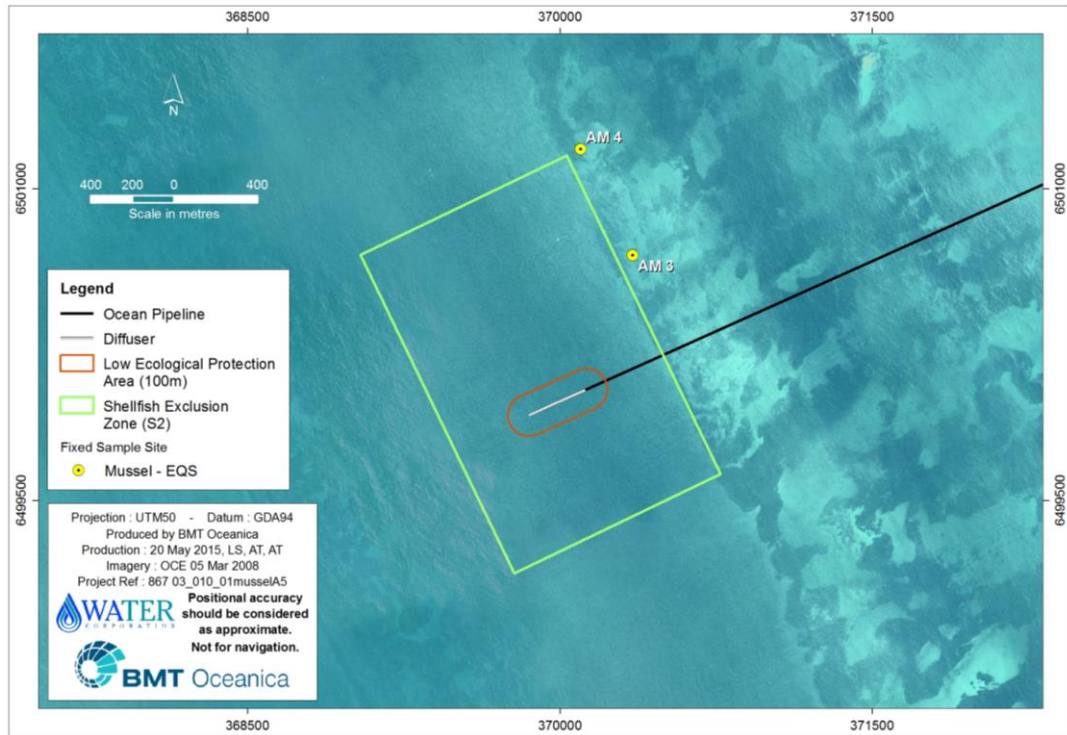 368500 370000 371500
N
AM 4
6501000 6501000
400 200 0 400
Scale in metres
AM 3
Legend
Ocean Pipeline
Diffuser
Low Ecological Protection
Area (100m)
Shellfish Exclusion
Zone (S2)
Fixed Sample Site
Mussel - EQS
6499500 6499500
Projection : UTM50 - Datum : GDA94
Produced by BMT Oceanica
Production : 20 May 2015, LS, AT, AT
Imagery : OCE 05 Mar 2008
Project Ref : 867 03_010_01musselA5
WATER
CORPORATION
Positional accuracy
should be considered
as approximate.
Not for navigation.
BMT Oceanica
368500 370000 371500